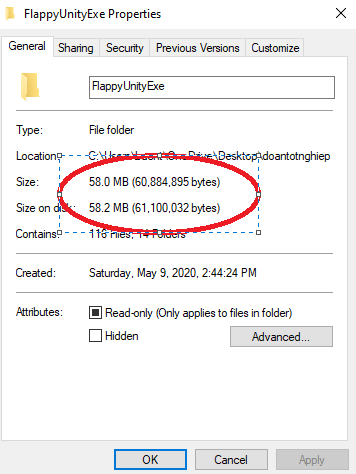 FlappyUnityExe Properties
General Sharing Security Previous Versions Customize
FlappyUnityExe
Type: File folder
Location: OneDrive\Desktop\doantotnghiep
Size: 58.0 MB (60,884,895 bytes)
Size on disk: 58.2 MB (61,100,032 bytes)
Contains: 118 Files, 14 Folders
Created: Saturday, May 9, 2020, 2:44:24 PM
Attributes: Read-only (Only applies to files in folder)
Hidden Advanced...
OK Cancel Apply